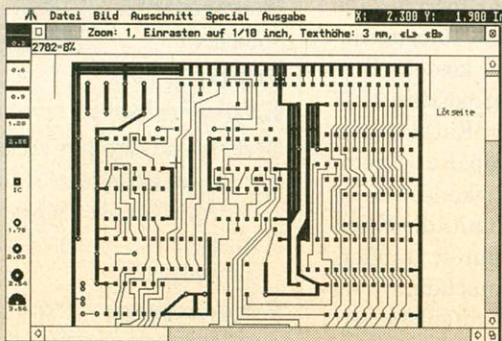 Datei Bild Ausschnitt Special Ausgabe X: 2.300 Y: 1.900
Zoom: 1, Einrasten auf 1/10 inch, Texthöhe: 3 mm, «L» «B»
2702=8%
0.3
0.6
0.9
1.20
2.55
IC
1.78
2.03
2.54
3.56
Lötseite